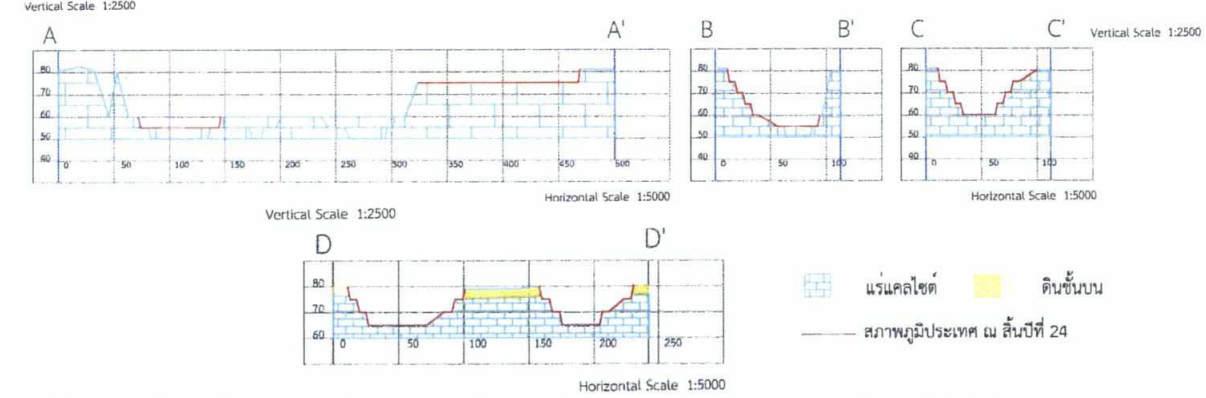 Vertical Scale 1:2500
A A' B B' C C' Vertical Scale 1:2500
80 80 80
70 70 70
60 60 60
50 50 50
40 0 50 100 150 200 250 300 350 400 450 500 40 0 50 100 40 0 50 100
Horizontal Scale 1:5000 Horizontal Scale 1:5000
Vertical Scale 1:2500
D D'
80
70
60
0 50 100 150 200 250
Horizontal Scale 1:5000
แร่แคลไซต์ ดินชั้นบน
สภาพภูมิประเทศ ณ สิ้นปีที่ 24